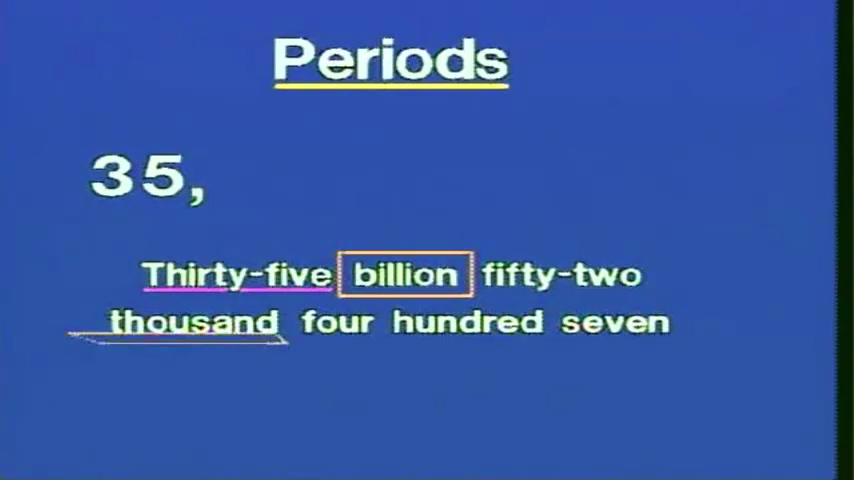 Periods
35,
Thirty-five billion fifty-two
thousand four hundred seven